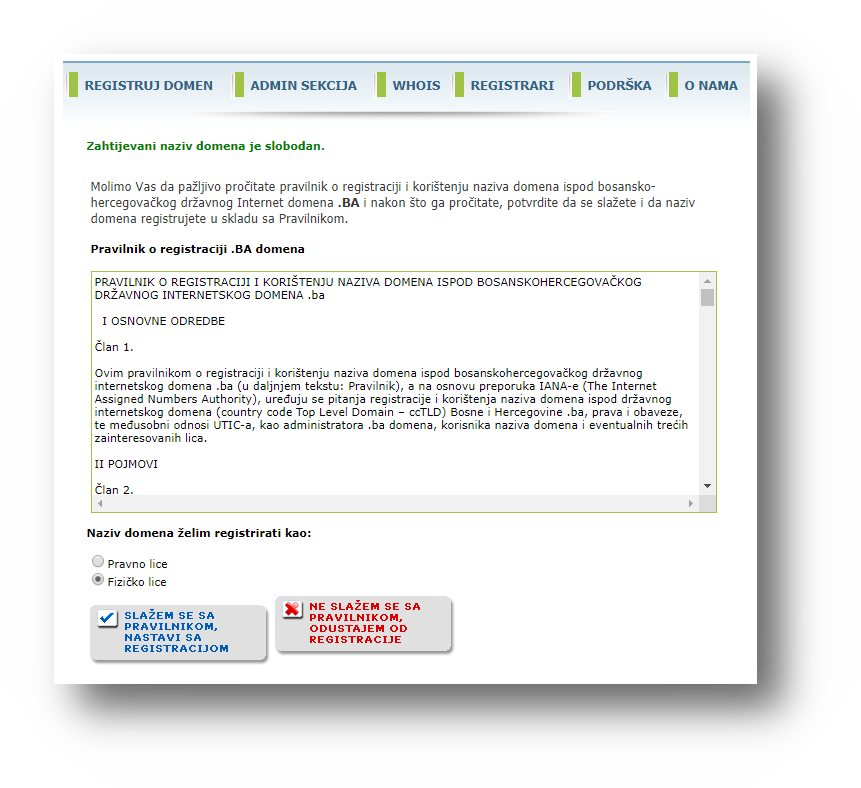 REGISTRUJ DOMEN ADMIN SEKCIJA WHOIS REGISTRARI PODRŠKA O NAMA
Zahtijevani naziv domena je slobodan.
Molimo Vas da pažljivo pročitate pravilnik o registraciji i korištenju naziva domena ispod bosansko-
hercegovačkog državnog Internet domena .BA i nakon što ga pročitate, potvrdite da se slažete i da naziv
domena registrujete u skladu sa Pravilnikom.
Pravilnik o registraciji .BA domena
PRAVILNIK O REGISTRACIJI I KORIŠTENJU NAZIVA DOMENA ISPOD BOSANSKOHERCEGOVAČKOG
DRŽAVNOG INTERNETSKOG DOMENA .ba
I OSNOVNE ODREDBE
Član 1.
Ovim pravilnikom o registraciji i korištenju naziva domena ispod bosanskohercegovačkog državnog
internetskog domena .ba (u daljnjem tekstu: Pravilnik), a na osnovu preporuka IANA-e (The Internet
Assigned Numbers Authority), uređuju se pitanja registracije i korištenja naziva domena ispod državnog
internetskog domena (country code Top Level Domain – ccTLD) Bosne i Hercegovine .ba, prava i obaveze,
te međusobni odnosi UTIC-a, kao administratora .ba domena, korisnika naziva domena i eventualnih trećih
zainteresovanih lica.
II POJMOVI
Član 2.
Naziv domena želim registrirati kao:
Pravno lice
Fizičko lice
SLAŽEM SE SA
PRAVILNIKOM,
NASTAVI SA
REGISTRACIJOM
NE SLAŽEM SE SA
PRAVILNIKOM,
ODUSTAJEM OD
REGISTRACIJE